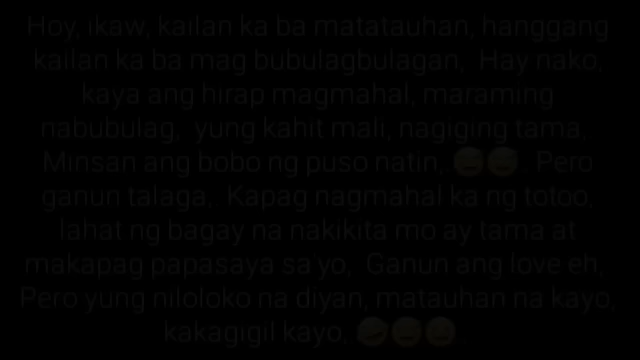 Hoy, ikaw, kailan ka ba matatauhan, hanggang
kailan ka ba mag bubulagbulagan,  Hay nako,
kaya ang hirap magmahal, maraming
nabubulag,  yung kahit mali, nagiging tama,
Minsan ang bobo ng puso natin, 😅😅 . Pero
ganun talaga,  Kapag nagmahal ka ng totoo,
lahat ng bagay na nakikita mo ay tama at
makapag papasaya sa yo,  Ganun ang love eh,
Pero yung niloloko na diyan, matauhan na kayo,
kakagigil kayo, 😅😅😅 .